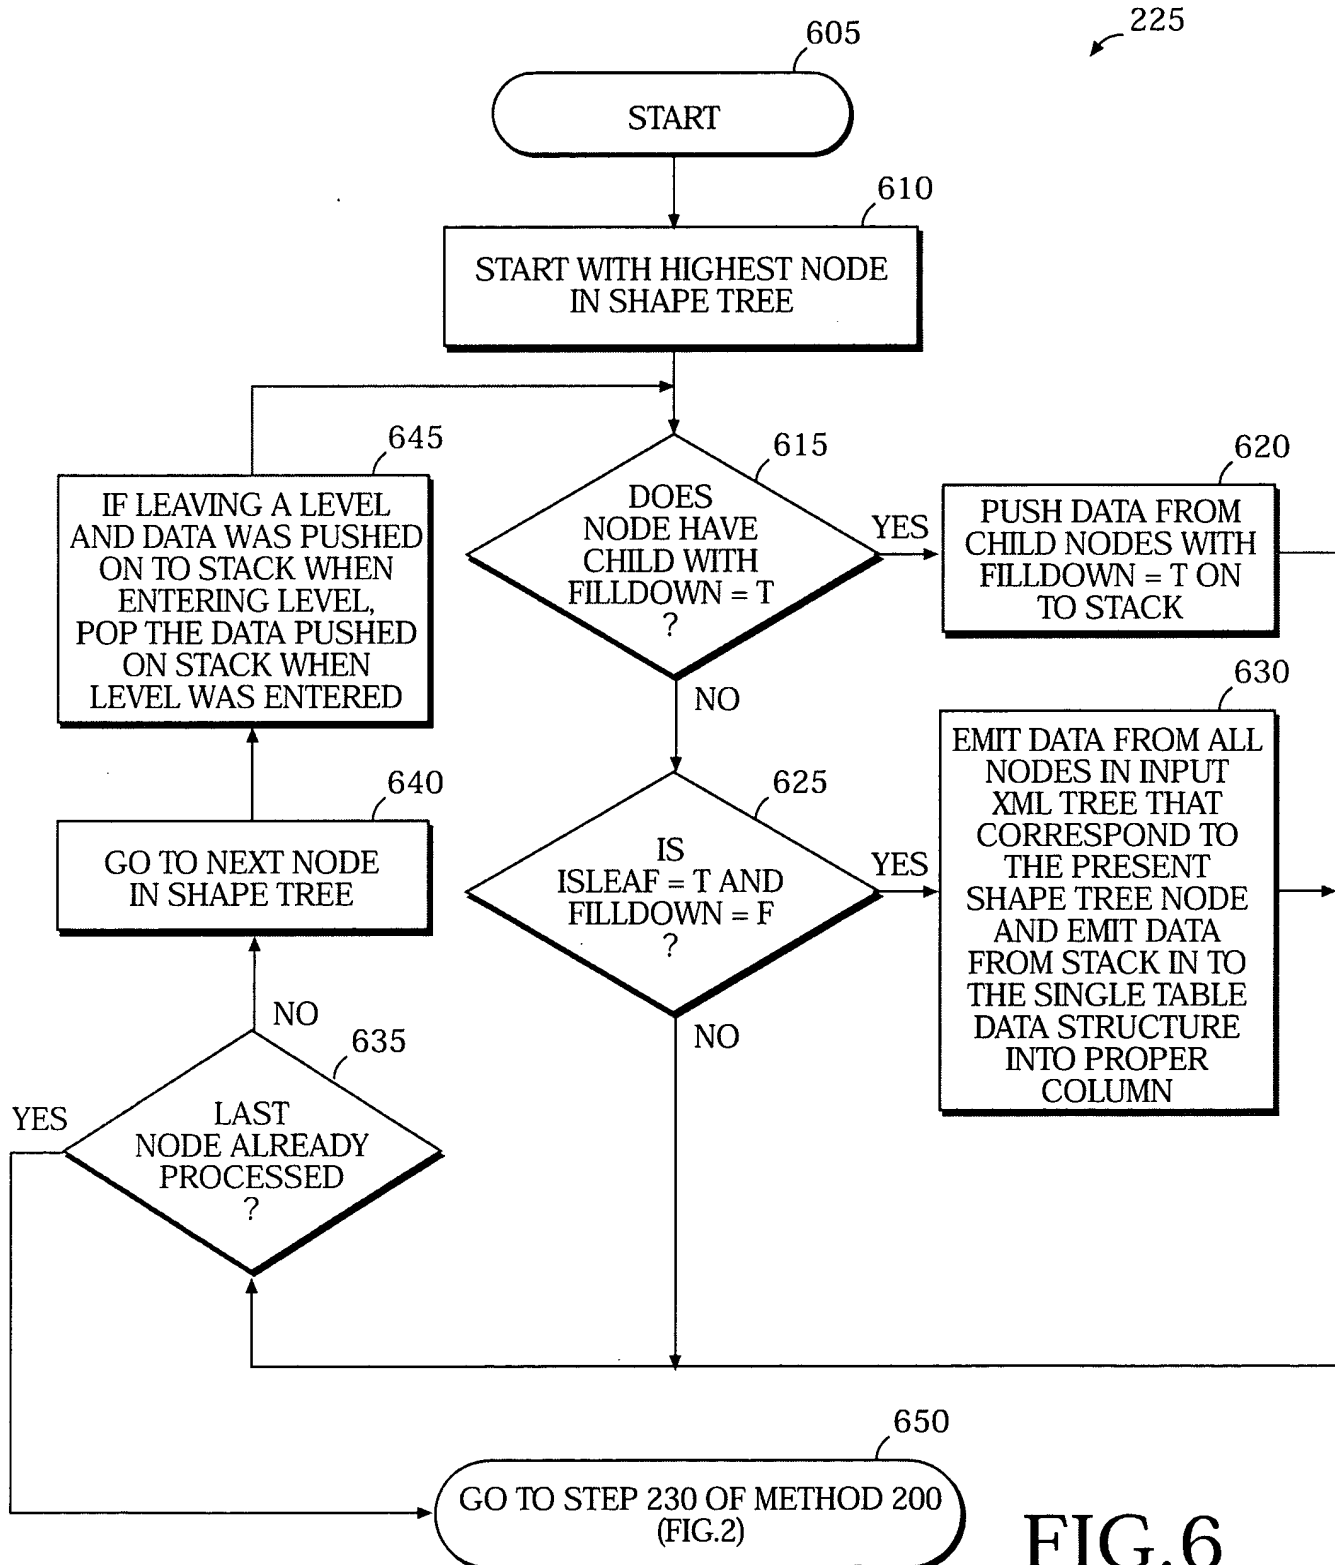 225
605
START
610
START WITH HIGHEST NODE
IN SHAPE TREE
645
IF LEAVING A LEVEL
AND DATA WAS PUSHED
ON TO STACK WHEN
ENTERING LEVEL,
POP THE DATA PUSHED
ON STACK WHEN
LEVEL WAS ENTERED
615
DOES
NODE HAVE
CHILD WITH
FILLDOWN = T
?
YES
NO
620
PUSH DATA FROM
CHILD NODES WITH
FILLDOWN = T ON
TO STACK
625
IS
ISLEAF = T AND
FILLDOWN = F
?
YES
NO
630
EMIT DATA FROM ALL
NODES IN INPUT
XML TREE THAT
CORRESPOND TO
THE PRESENT
SHAPE TREE NODE
AND EMIT DATA
FROM STACK IN TO
THE SINGLE TABLE
DATA STRUCTURE
INTO PROPER
COLUMN
640
GO TO NEXT NODE
IN SHAPE TREE
NO
635
LAST
NODE ALREADY
PROCESSED
?
YES
650
GO TO STEP 230 OF METHOD 200
(FIG.2)
FIG.6